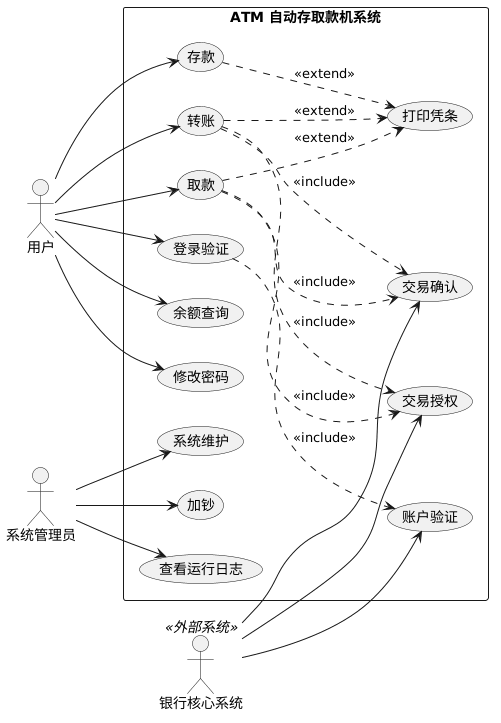 ATM 自动存取款机系统
存款
«extend»
转账
«extend»
打印凭条
«extend»
取款
«include»
用户
登录验证
«include»
交易确认
余额查询
«include»
修改密码
«include»
交易授权
系统维护
«include»
系统管理员
加钞
账户验证
查看运行日志
«外部系统»
银行核心系统